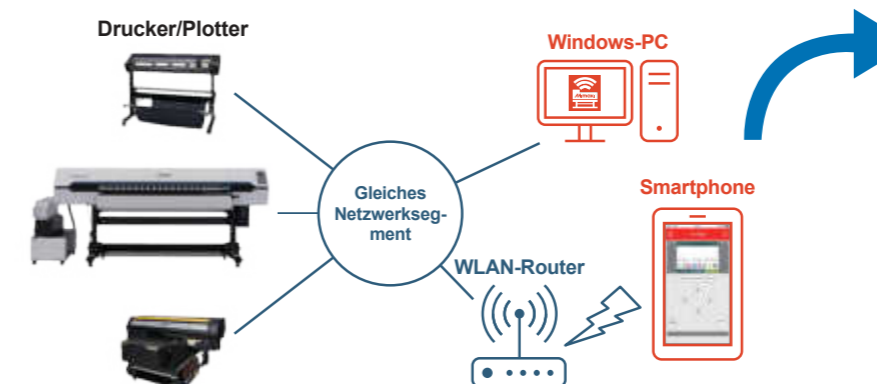 Drucker/Plotter
Windows-PC
Gleiches
Netzwerkseg-
ment
Smartphone
WLAN-Router